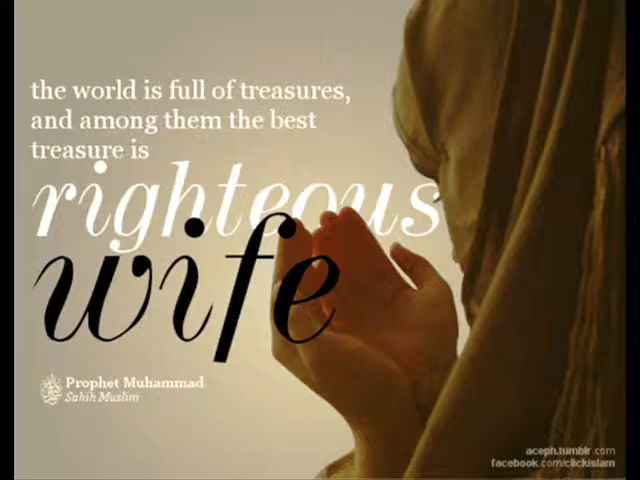 the world is full of treasures,
and among them the best
treasure is
righteous
wife
Prophet Muhammad
Sahih Muslim
aceph.tumblr.com
facebook.com/clickislam